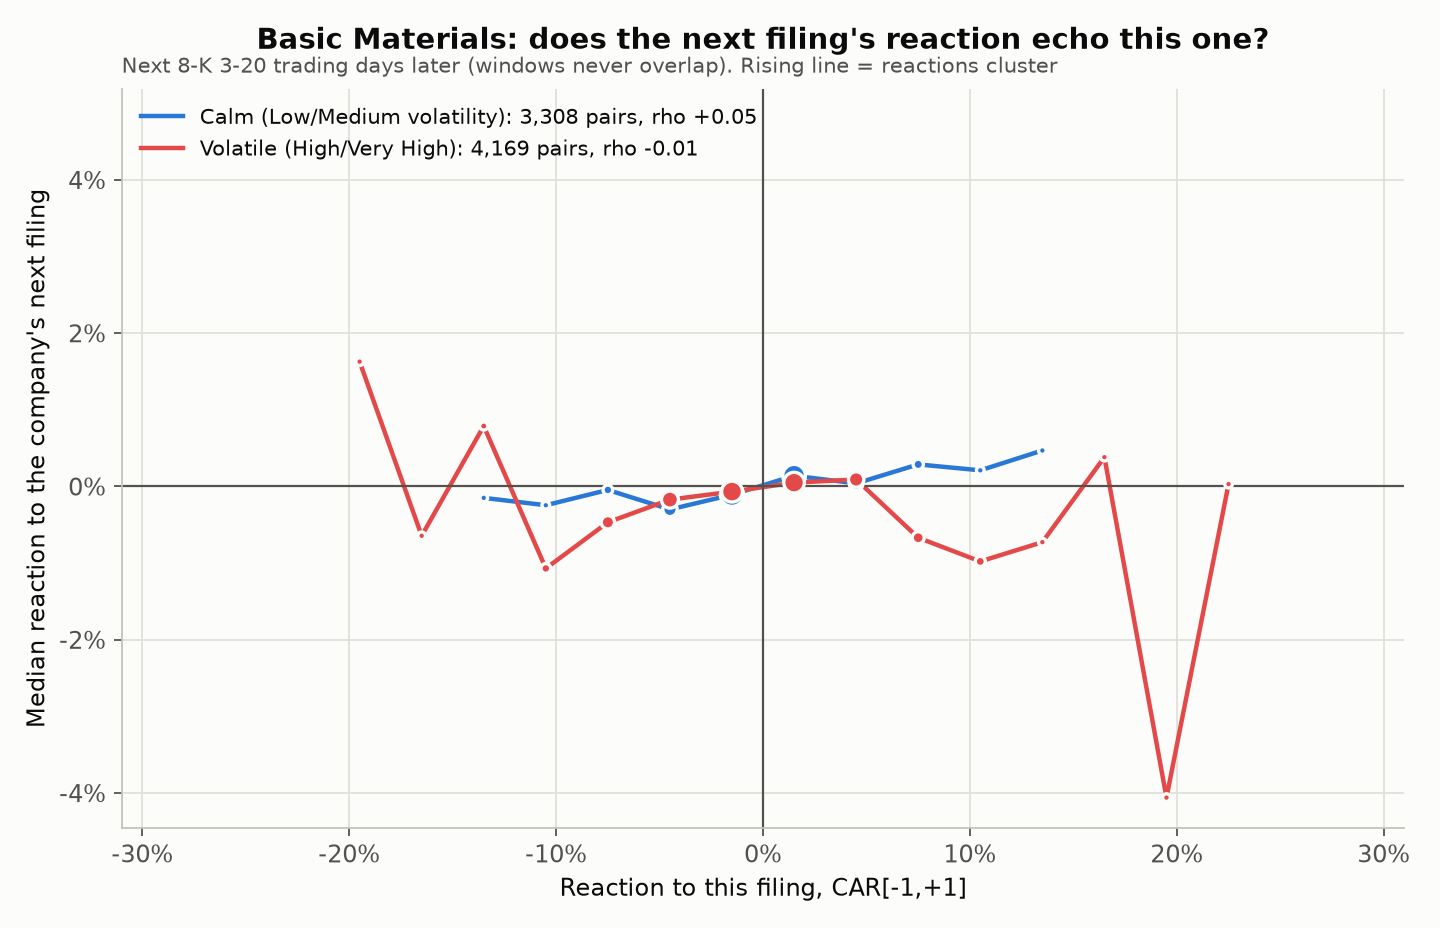 Basic Materials: does the next filing's reaction echo this one?
Next 8-K 3-20 trading days later (windows never overlap). Rising line = reactions cluster
Calm (Low/Medium volatility): 3,308 pairs, rho +0.05
Volatile (High/Very High): 4,169 pairs, rho -0.01
Median reaction to the company's next filing
4%
2%
0%
-2%
-4%
-30%
-20%
-10%
0%
10%
20%
30%
Reaction to this filing, CAR[-1,+1]